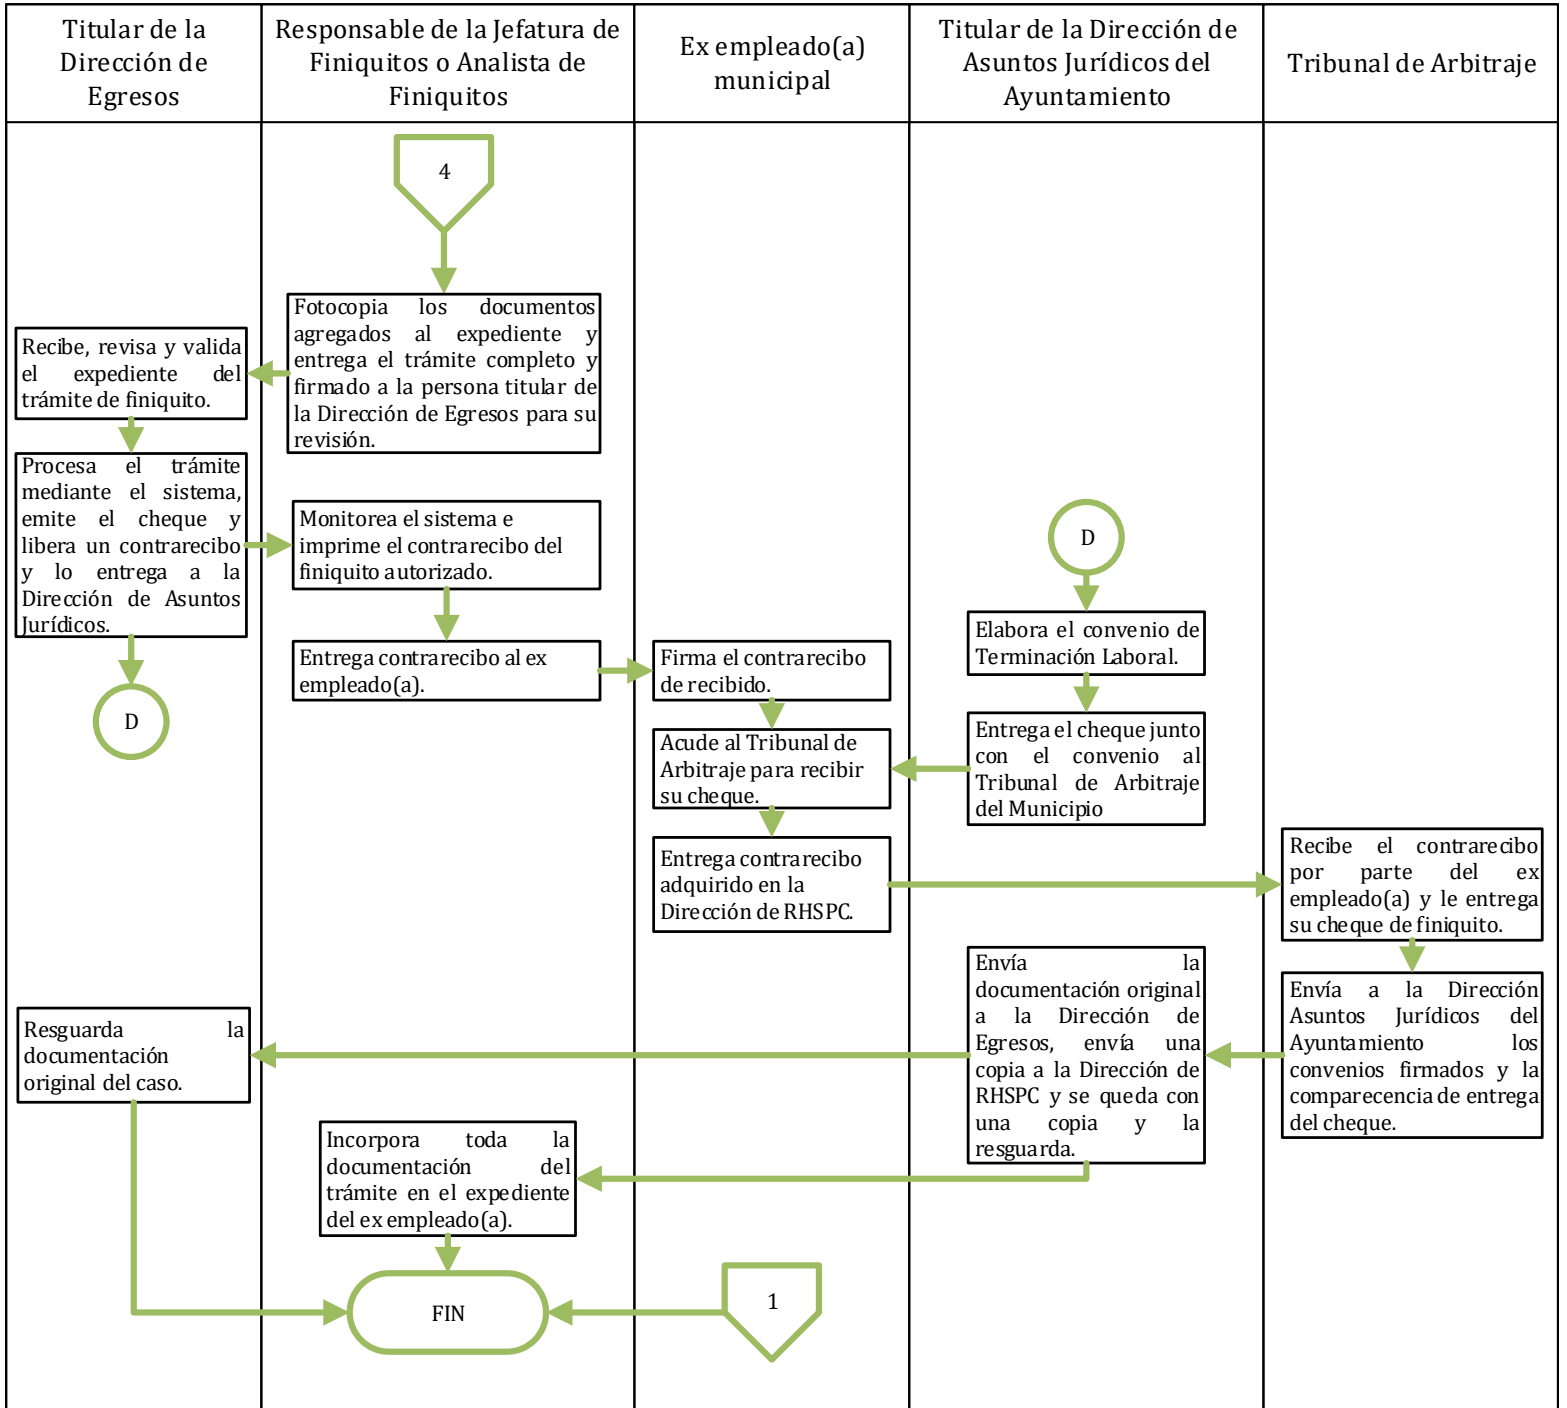 Titular de la
Dirección de
Egresos
Responsable de la Jefatura de
Finiquitos o Analista de
Finiquitos
Ex empleado(a)
municipal
Titular de la Dirección de
Asuntos Jurídicos del
Ayuntamiento
Tribunal de Arbitraje
4
Fotocopia los documentos
agregados al expediente y
entrega el trámite completo y
firmado a la persona titular de
la Dirección de Egresos para su
revisión.
Recibe, revisa y valida
el expediente del
trámite de finiquito.
Procesa el trámite
mediante el sistema,
emite el cheque y
libera un contrarecibo
y lo entrega a la
Dirección de Asuntos
Jurídicos.
Monitorea el sistema e
imprime el contrarecibo del
finiquito autorizado.
D
Entrega contrarecibo al ex
empleado(a).
Firma el contrarecibo
de recibido.
Elabora el convenio de
Terminación Laboral.
D
Acude al Tribunal de
Arbitraje para recibir
su cheque.
Entrega el cheque junto
con el convenio al
Tribunal de Arbitraje
del Municipio
Entrega contrarecibo
adquirido en la
Dirección de RHSPC.
Recibe el contrarecibo
por parte del ex
empleado(a) y le entrega
su cheque de finiquito.
Envía la
documentación original
a la Dirección de
Egresos, envía una
copia a la Dirección de
RHSPC y se queda con
una copia y la
resguarda.
Envía a la Dirección
Asuntos Jurídicos del
Ayuntamiento los
convenios firmados y la
comparecencia de entrega
del cheque.
Resguarda la
documentación
original del caso.
Incorpora toda la
documentación del
trámite en el expediente
del ex empleado(a).
FIN
1